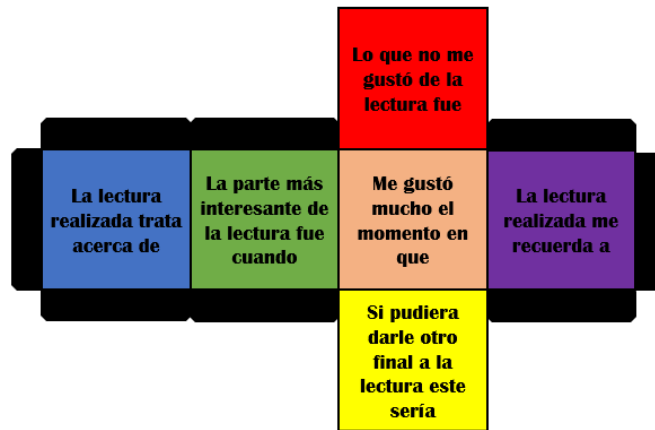 Lo que no me
gustó de la
lectura fue
La lectura
realizada trata
acerca de
La parte más
interesante de
la lectura fue
cuando
Me gustó
mucho el
momento en
que
La lectura
realizada me
recuerda a
Si pudiera
darle otro
final a la
lectura este
sería